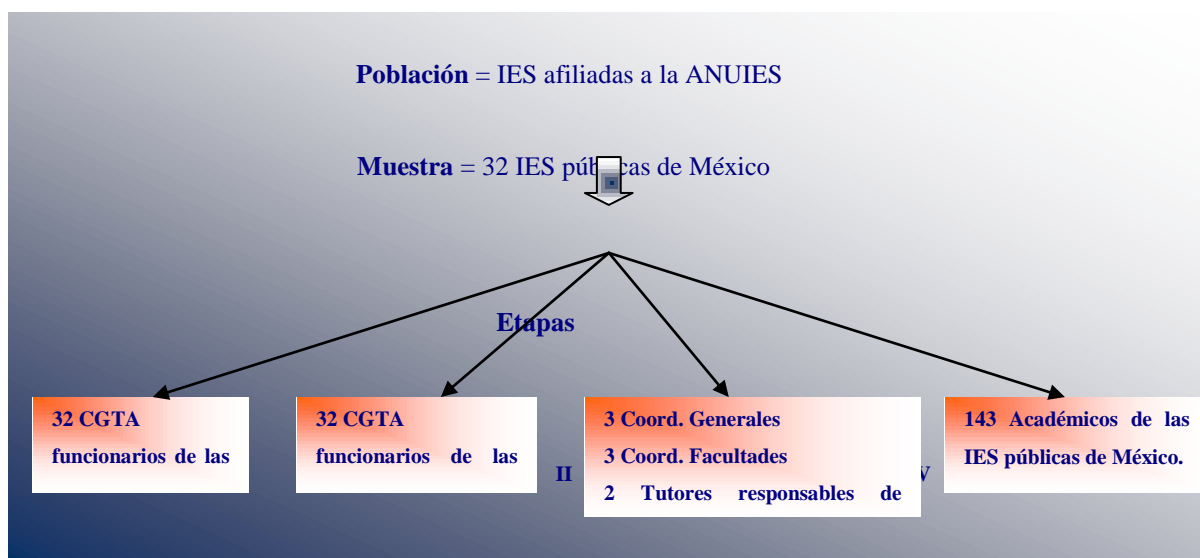 Población = IES afiliadas a la ANUIES
Muestra = 32 IES públicas de México
Etapas
32 CGTA
funcionarios de las
32 CGTA
funcionarios de las
II
3 Coord. Generales
3 Coord. Facultades
2 Tutores responsables de
143 Académicos de las
IES públicas de México.